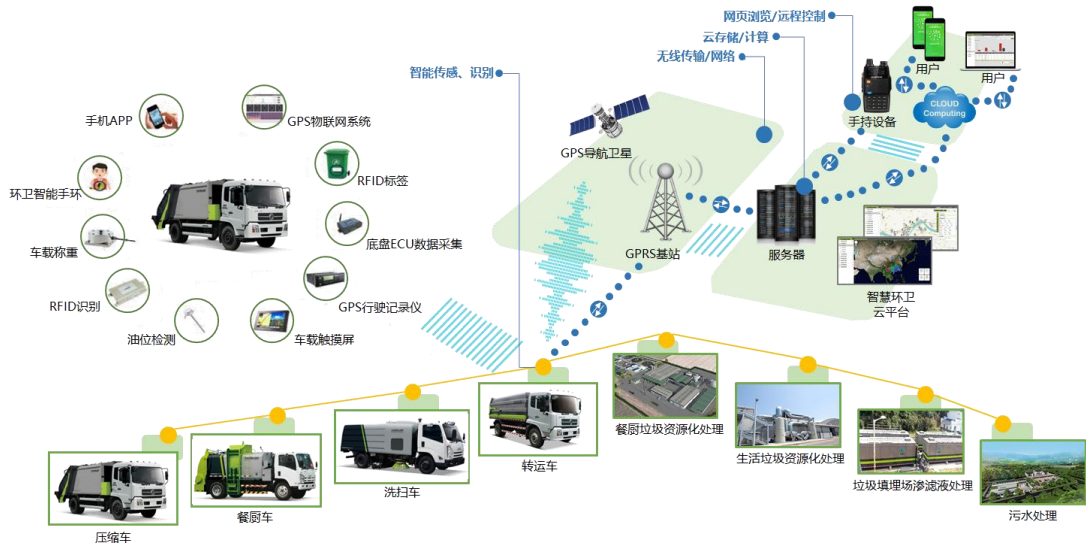 网页浏览/远程控制
云存储/计算
无线传输/网络
智能传感、识别
用户
用户
CLOUD
Computing
手持设备
手机APP
GPS物联网系统
GPS导航卫星
环卫智能手环
RFID标签
车载称重
底盘ECU数据采集
GPRS基站
服务器
智慧环卫
云平台
RFID识别
GPS行驶记录仪
油位检测
车载触摸屏
餐厨垃圾资源化处理
生活垃圾资源化处理
垃圾填埋场渗滤液处理
污水处理
转运车
洗扫车
餐厨车
压缩车